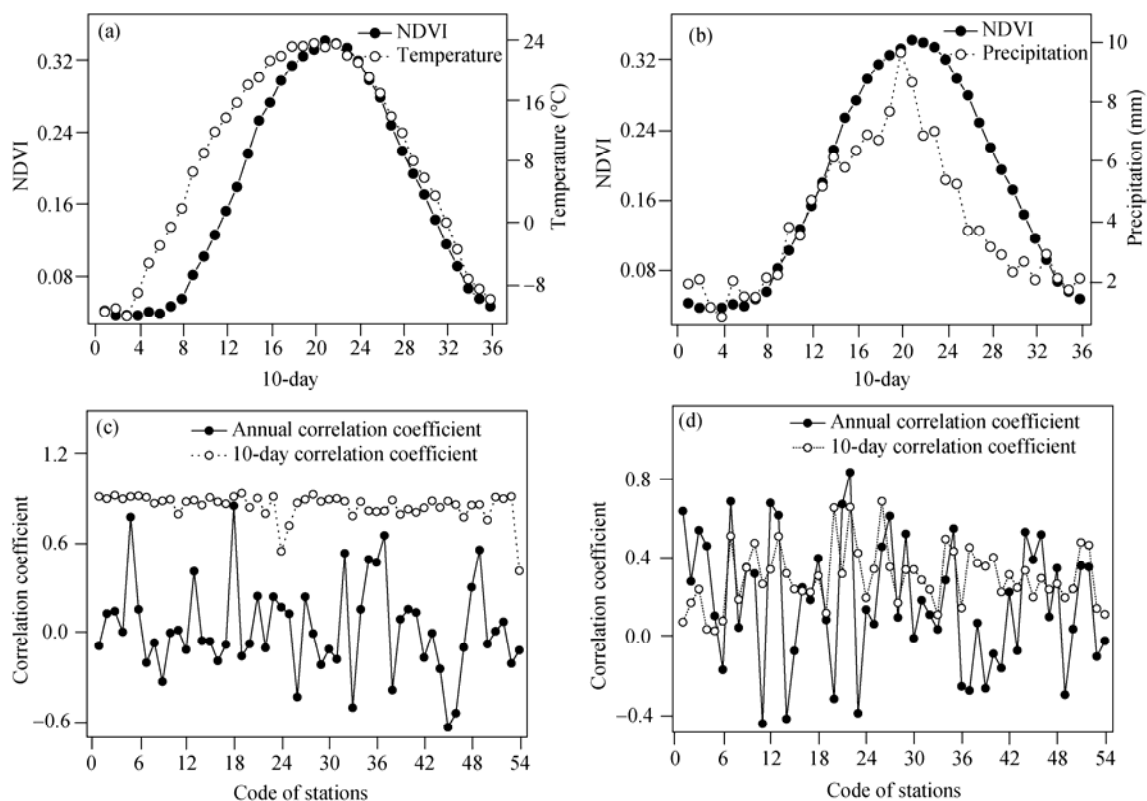 (a)
NDVI
Temperature
0.32
0.24
0.16
0.08
NDVI
24
16
8
0
−8
Temperature (°C)
0 4 8 12 16 20 24 28 32 36
10-day
(b)
NDVI
Precipitation
0.32
0.24
0.16
0.08
NDVI
10
8
6
4
2
Precipitation (mm)
0 4 8 12 16 20 24 28 32 36
10-day
(c)
Annual correlation coefficient
10-day correlation coefficient
1.2
0.6
0.0
−0.6
Correlation coefficient
0 6 12 18 24 30 36 42 48 54
Code of stations
(d)
Annual correlation coefficient
10-day correlation coefficient
0.8
0.4
0.0
−0.4
Correlation coefficient
0 6 12 18 24 30 36 42 48 54
Code of stations